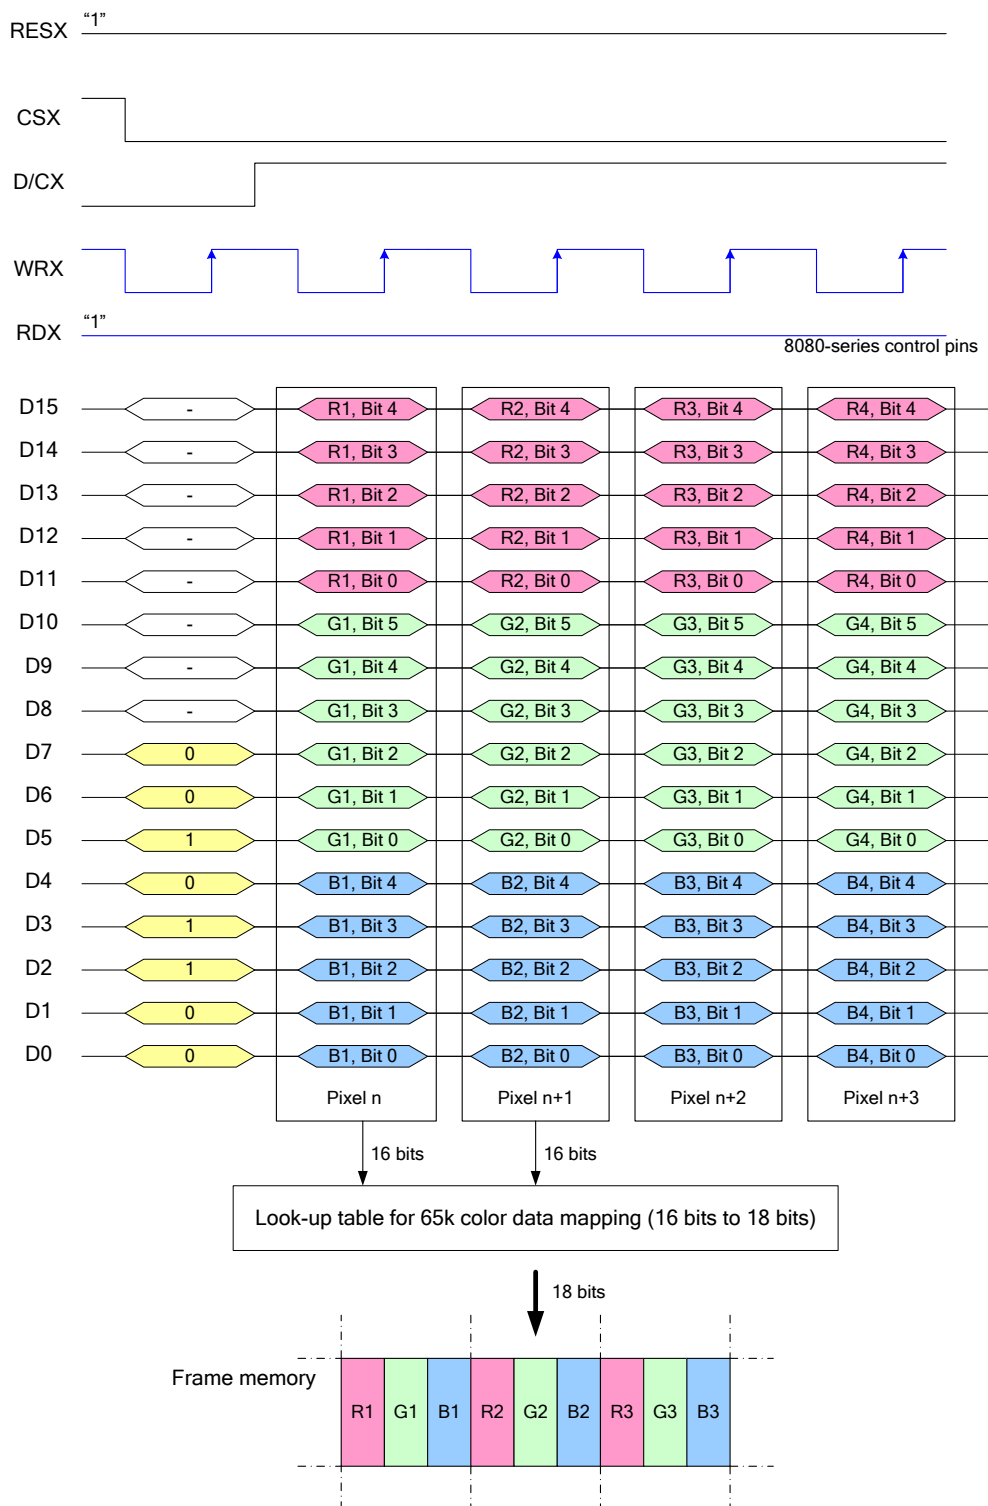 RESX “1”
CSX
D/CX
WRX
RDX “1”
8080-series control pins
D15 - R1, Bit 4 R2, Bit 4 R3, Bit 4 R4, Bit 4
D14 - R1, Bit 3 R2, Bit 3 R3, Bit 3 R4, Bit 3
D13 - R1, Bit 2 R2, Bit 2 R3, Bit 2 R4, Bit 2
D12 - R1, Bit 1 R2, Bit 1 R3, Bit 1 R4, Bit 1
D11 - R1, Bit 0 R2, Bit 0 R3, Bit 0 R4, Bit 0
D10 - G1, Bit 5 G2, Bit 5 G3, Bit 5 G4, Bit 5
D9 - G1, Bit 4 G2, Bit 4 G3, Bit 4 G4, Bit 4
D8 - G1, Bit 3 G2, Bit 3 G3, Bit 3 G4, Bit 3
D7 0 G1, Bit 2 G2, Bit 2 G3, Bit 2 G4, Bit 2
D6 0 G1, Bit 1 G2, Bit 1 G3, Bit 1 G4, Bit 1
D5 1 G1, Bit 0 G2, Bit 0 G3, Bit 0 G4, Bit 0
D4 0 B1, Bit 4 B2, Bit 4 B3, Bit 4 B4, Bit 4
D3 1 B1, Bit 3 B2, Bit 3 B3, Bit 3 B4, Bit 3
D2 1 B1, Bit 2 B2, Bit 2 B3, Bit 2 B4, Bit 2
D1 0 B1, Bit 1 B2, Bit 1 B3, Bit 1 B4, Bit 1
D0 0 B1, Bit 0 B2, Bit 0 B3, Bit 0 B4, Bit 0
Pixel n Pixel n+1 Pixel n+2 Pixel n+3
16 bits 16 bits
Look-up table for 65k color data mapping (16 bits to 18 bits)
18 bits
Frame memory
R1 G1 B1 R2 G2 B2 R3 G3 B3